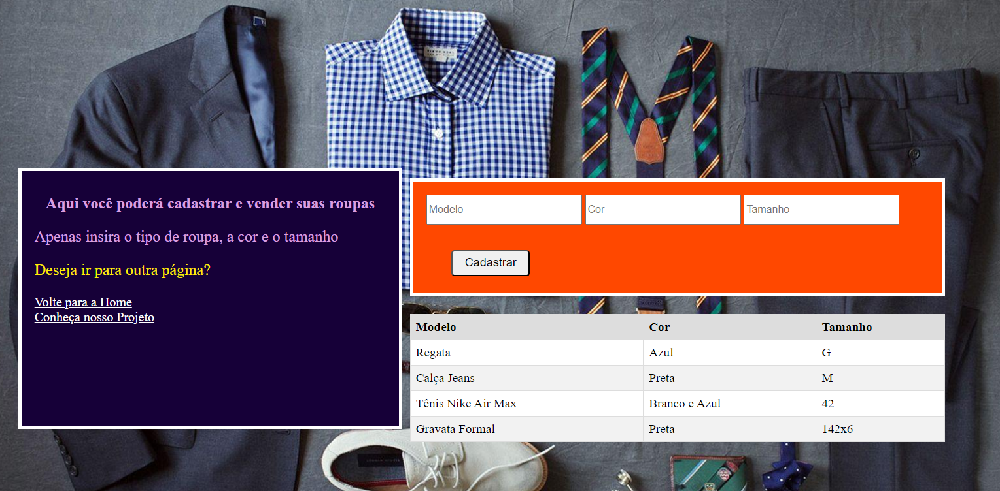 Aqui você poderá cadastrar e vender suas roupas
Apenas insira o tipo de roupa, a cor e o tamanho
Deseja ir para outra página?
Volte para a Home
Conheça nosso Projeto
Modelo Cor Tamanho
Cadastrar
Modelo Cor Tamanho
Regata Azul G
Calça Jeans Preta M
Tênis Nike Air Max Branco e Azul 42
Gravata Formal Preta 142x6